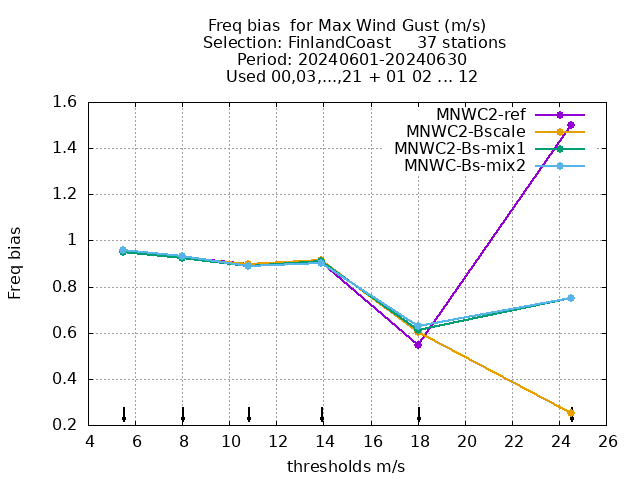 Freq bias  for Max Wind Gust (m/s)
Selection: FinlandCoast     37 stations
Period: 20240601-20240630
Used 00,03,...,21 + 01 02 ... 12
MNWC2-ref
MNWC2-Bscale
MNWC2-Bs-mix1
MNWC-Bs-mix2
1.6
1.4
1.2
1
0.8
0.6
0.4
0.2
Freq bias
4 6 8 10 12 14 16 18 20 22 24 26
thresholds m/s